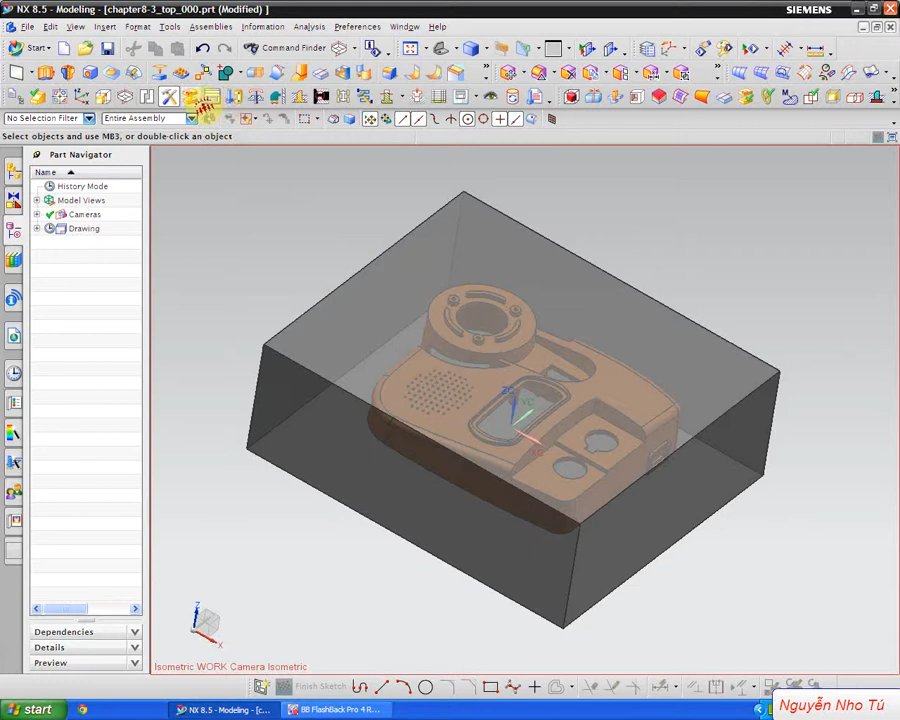 NX 8.5 - Modeling - [chapter8-3_top_000.prt (Modified) ]
SIEMENS
File Edit View Insert Format Tools Assemblies Information Analysis Preferences Window Help
Start
Command Finder
No Selection Filter
Entire Assembly
Select objects and use MB3, or double-click an object
Part Navigator
Name
History Mode
Model Views
Cameras
Drawing
ZC
YC
XC
Z
X
Dependencies
Details
Preview
Isometric WORK Camera Isometric
Finish Sketch
start
NX 8.5 - Modeling - [c...
BB FlashBack Pro 4 R...
Nguyễn Nho Tú